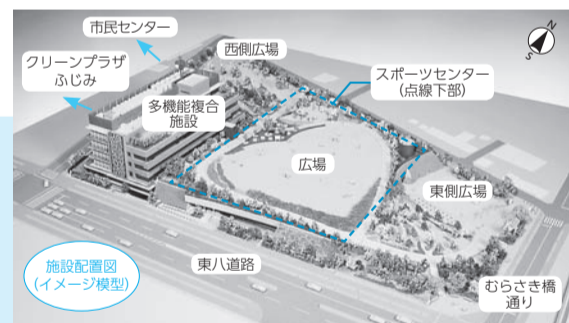 市民センター
西側広場
クリーンプラザ
ふじみ
多機能複合
施設
スポーツセンター
(点線下部)
広場
東側広場
施設配置図
(イメージ模型)
東八道路
むらさき橋
通り
N
S